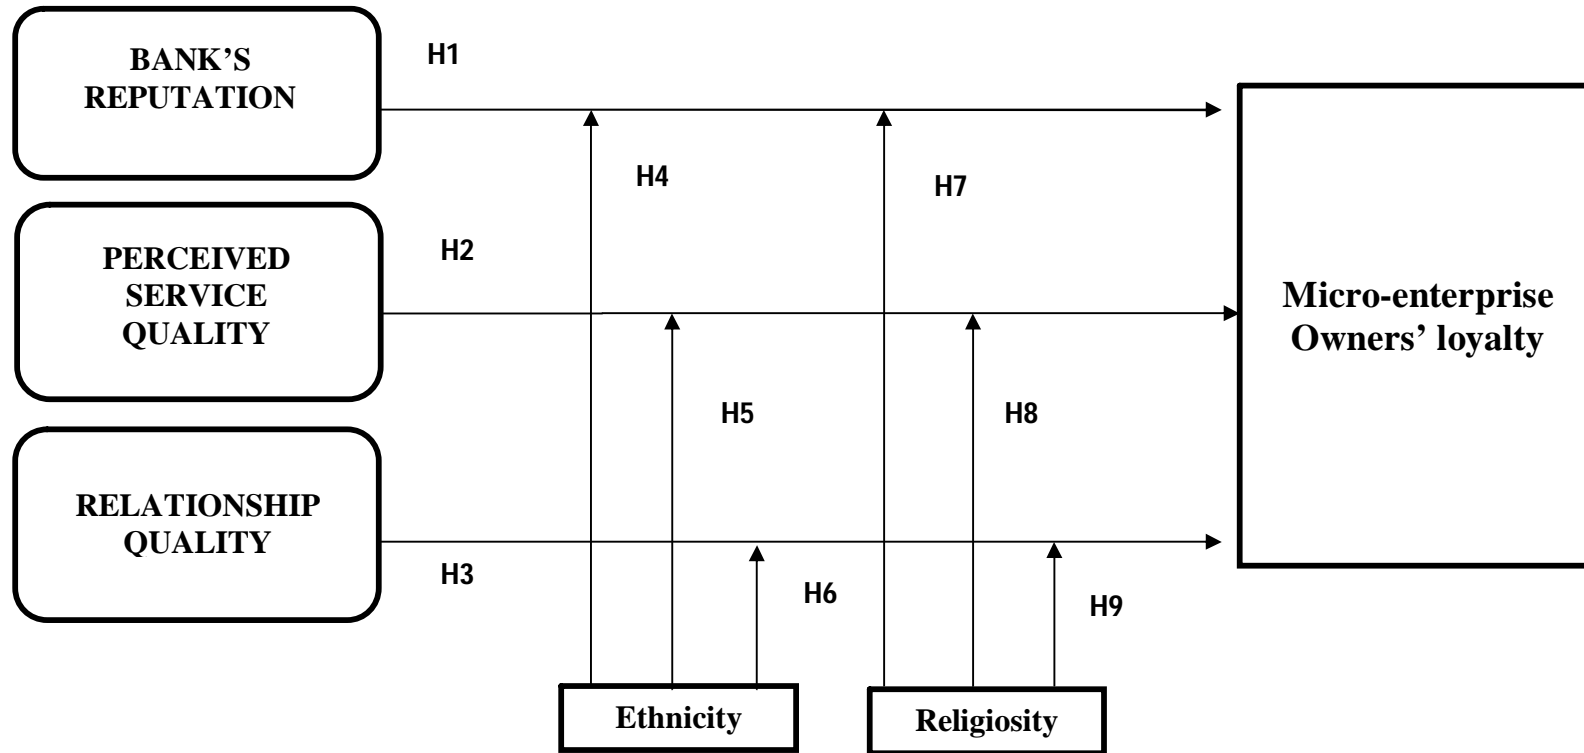 BANK’S
REPUTATION
H1
H4
H7
PERCEIVED
SERVICE
QUALITY
H2
Micro-enterprise
Owners’ loyalty
H5
H8
RELATIONSHIP
QUALITY
H3
H6
H9
Ethnicity
Religiosity